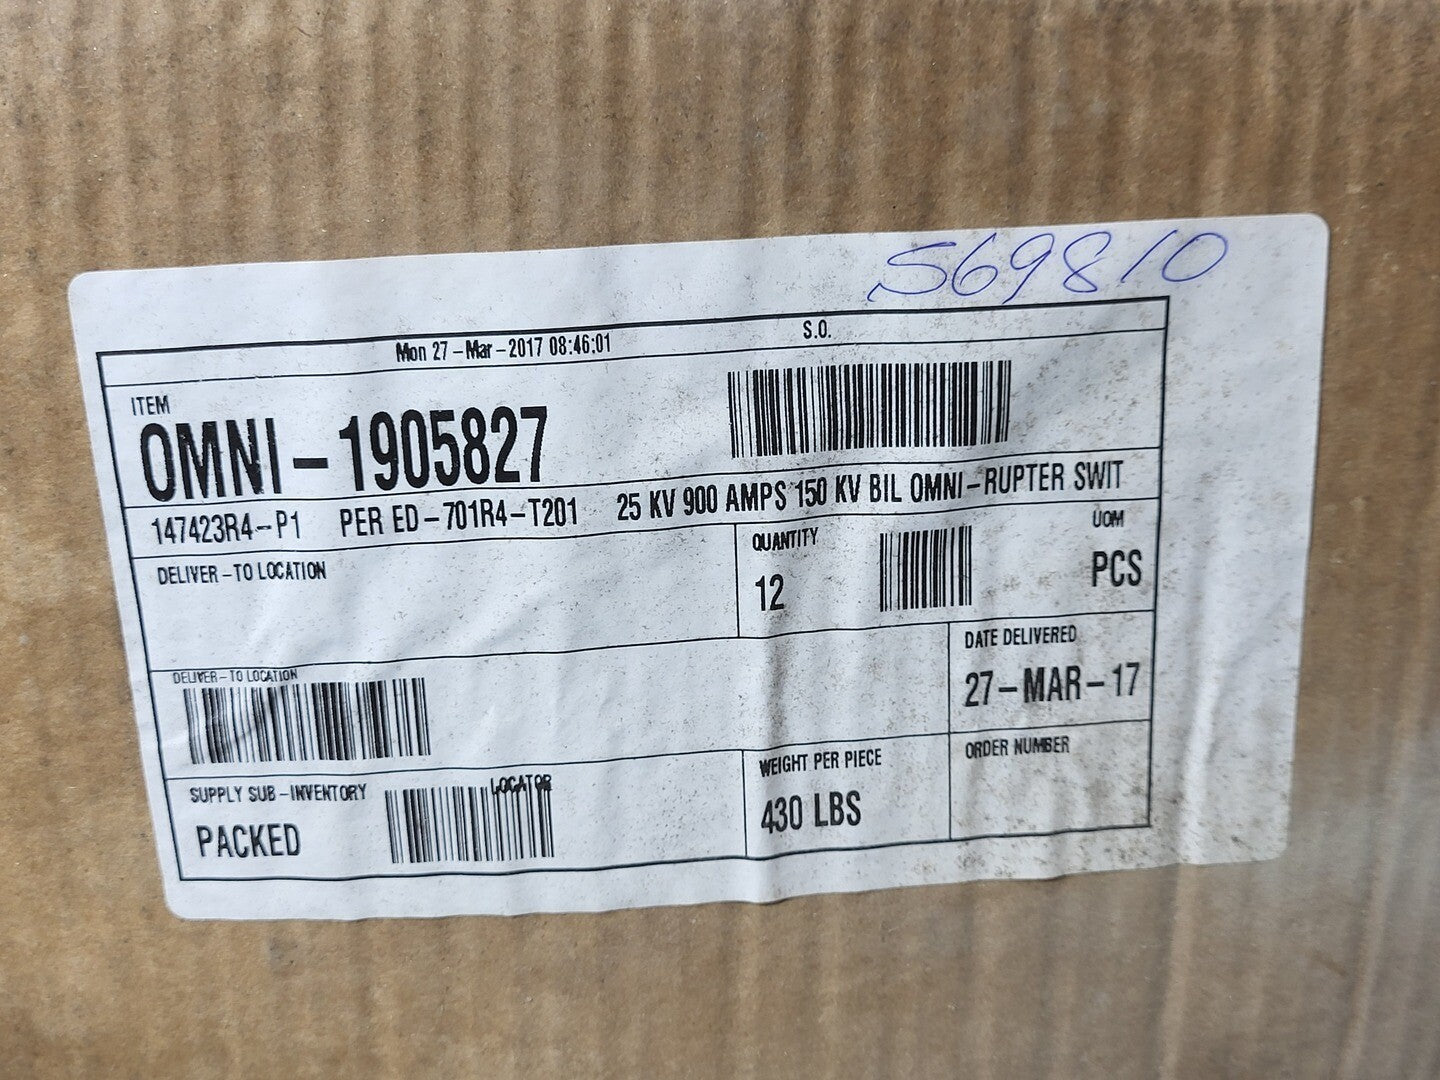 569810
Mon 27-Mar-2017 08:46:01 S.O.
ITEM
OMNI-1905827
147423R4-P1 PER ED-701R4-T201 25 KV 900 AMPS 150 KV BIL OMNI-RUPTER SWIT
DELIVER-TO LOCATION
QUANTITY
12
UOM
PCS
DELIVER-TO LOCATION
DATE DELIVERED
27-MAR-17
SUPPLY SUB-INVENTORY
PACKED
LOCATOR
WEIGHT PER PIECE
430 LBS
ORDER NUMBER